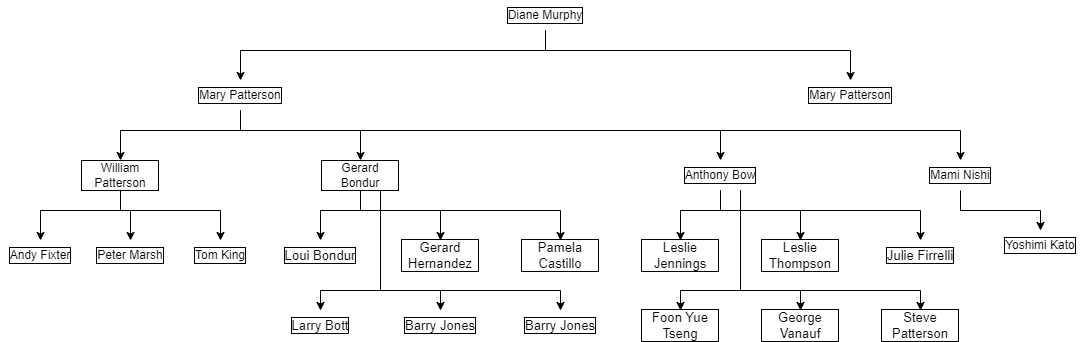 Diane Murphy
Mary Patterson
Mary Patterson
William
Patterson
Gerard
Bondur
Anthony Bow
Mami Nishi
Andy Fixter
Peter Marsh
Tom King
Loui Bondur
Gerard
Hernandez
Pamela
Castillo
Leslie
Jennings
Leslie
Thompson
Julie Firrelli
Yoshimi Kato
Larry Bott
Barry Jones
Barry Jones
Foon Yue
Tseng
George
Vanauf
Steve
Patterson